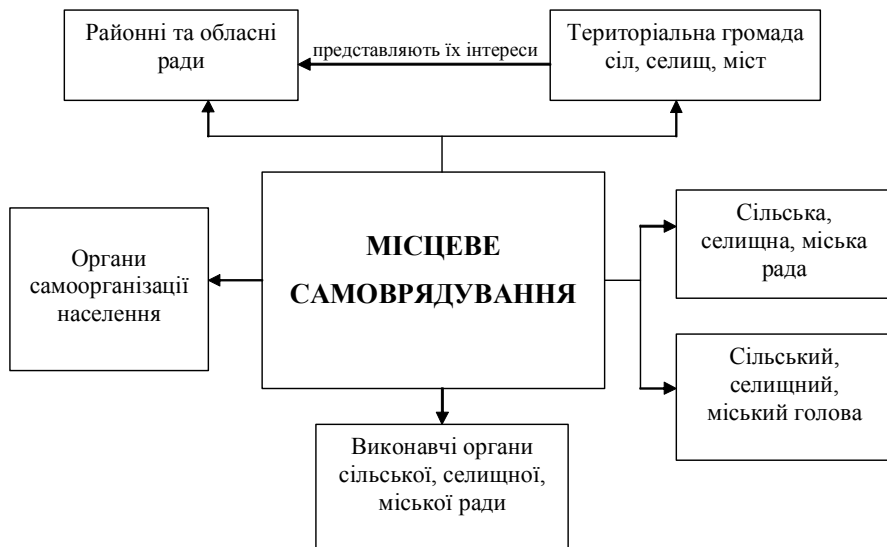 Районні та обласні
ради
представляють їх інтереси
Територіальна громада
сіл, селищ, міст
Органи
самоорганізації
населення
МІСЦЕВЕ
САМОВРЯДУВАННЯ
Сільська,
селищна, міська
рада
Сільський,
селищний,
міський голова
Виконавчі органи
сільської, селищної,
міської ради